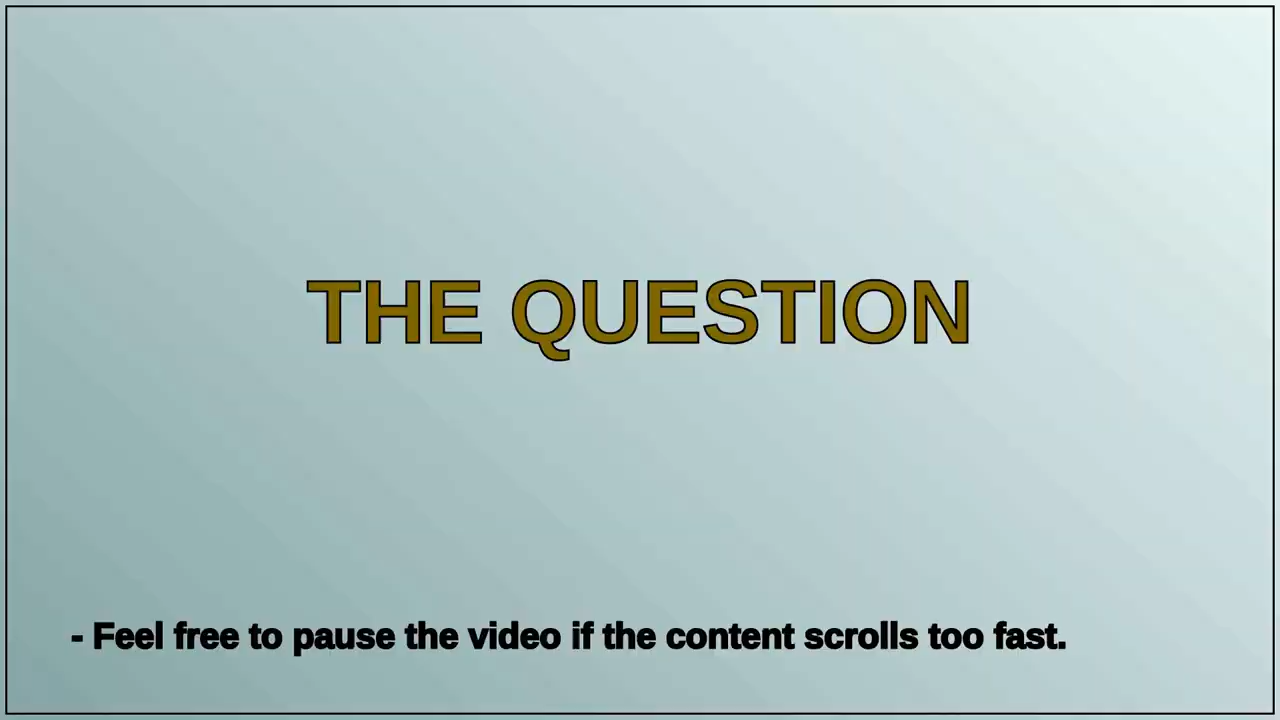 THE QUESTION
- Feel free to pause the video if the content scrolls too fast.